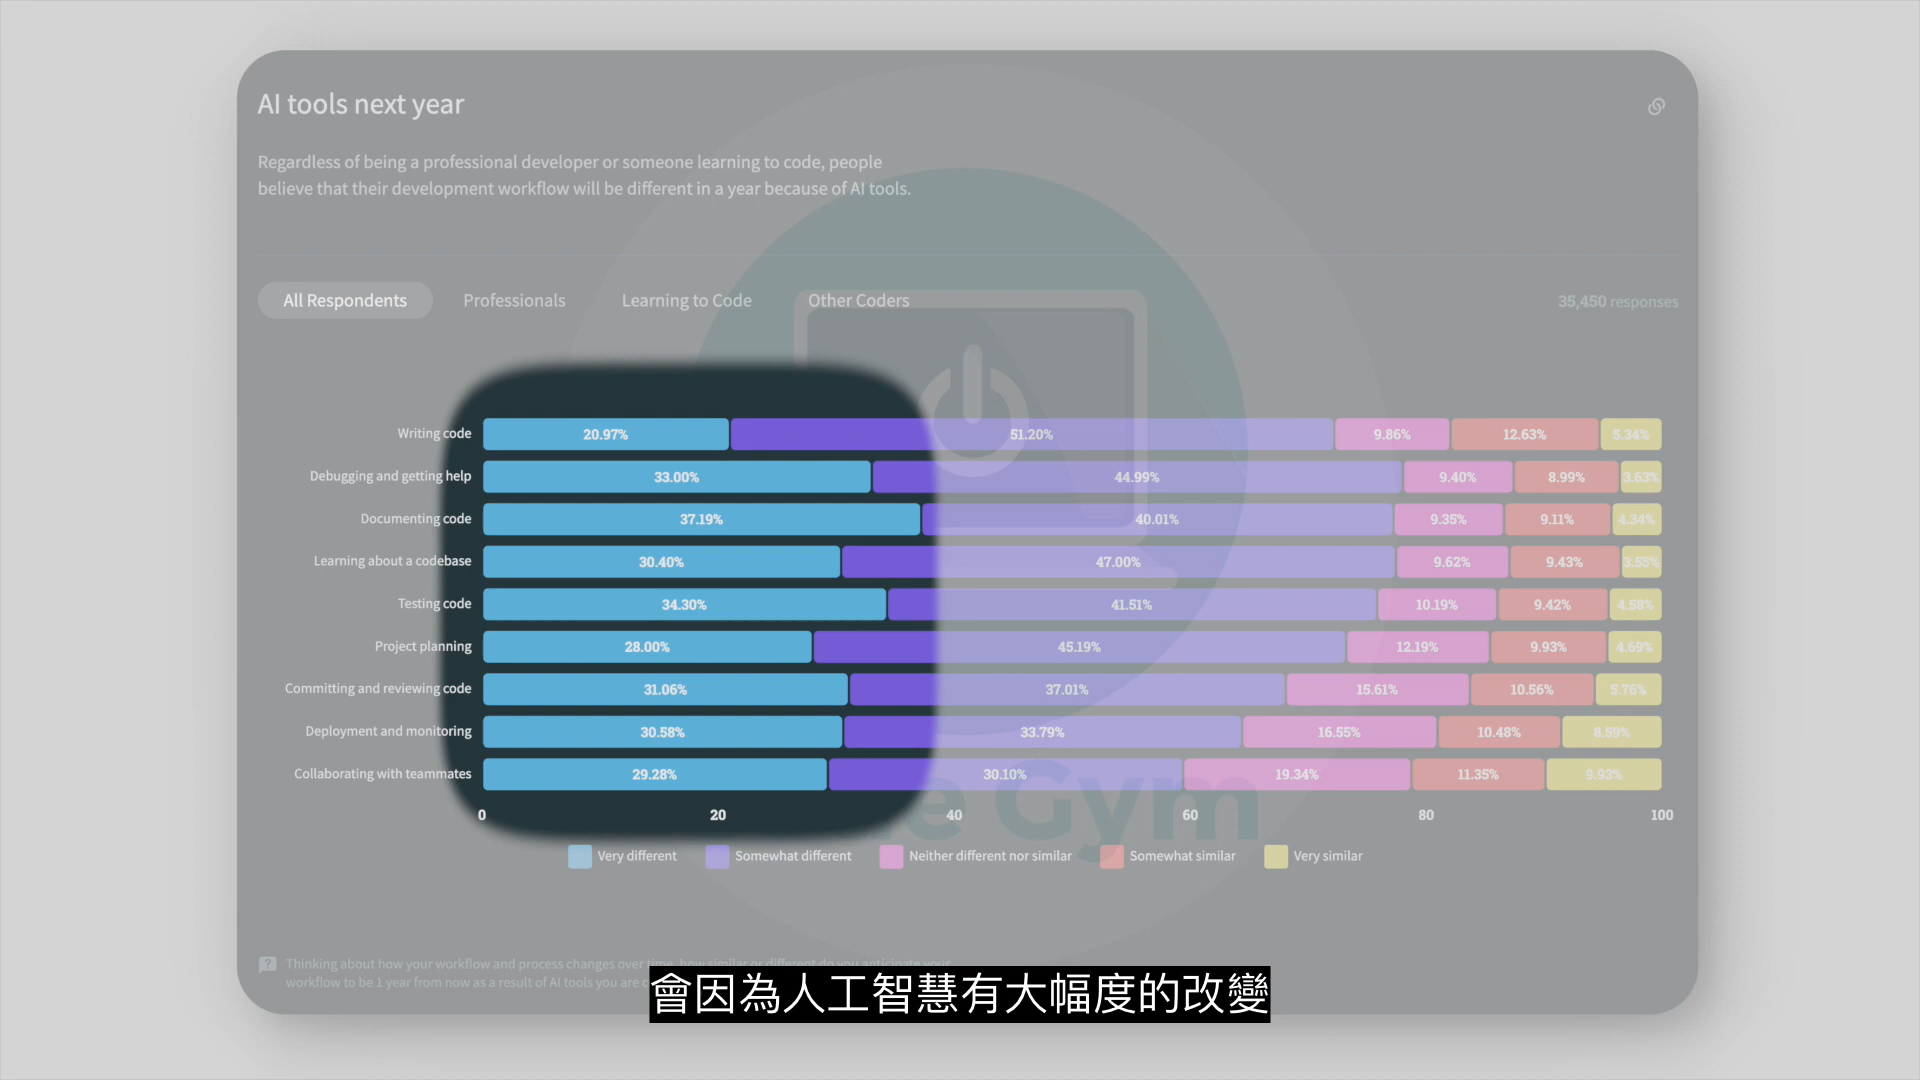 AI tools next year
Regardless of being a professional developer or someone learning to code, people
believe that their development workflow will be different in a year because of AI tools.
All Respondents Professionals Learning to Code Other Coders 35,450 responses
Writing code 20.97% 51.20% 9.86% 12.63% 5.34%
Debugging and getting help 33.00% 44.99% 9.40% 8.99% 3.63%
Documenting code 37.19% 40.01% 9.35% 9.11% 4.34%
Learning about a codebase 30.40% 47.00% 9.62% 9.43% 3.55%
Testing code 34.30% 41.51% 10.19% 9.42% 4.58%
Project planning 28.00% 45.19% 12.19% 9.93% 4.69%
Committing and reviewing code 31.06% 37.01% 15.61% 10.56% 5.76%
Deployment and monitoring 30.58% 33.79% 16.55% 10.48% 8.59%
Collaborating with teammates 29.28% 30.10% 19.34% 11.35% 9.93%
0 20 40 60 80 100
Gym
Very different Somewhat different Neither different nor similar Somewhat similar Very similar
Thinking about how your workflow and process changes over time, how similar or different do you anticipate your
workflow to be 1 year from now as a result of AI tools you are
會因為人工智慧有大幅度的改變